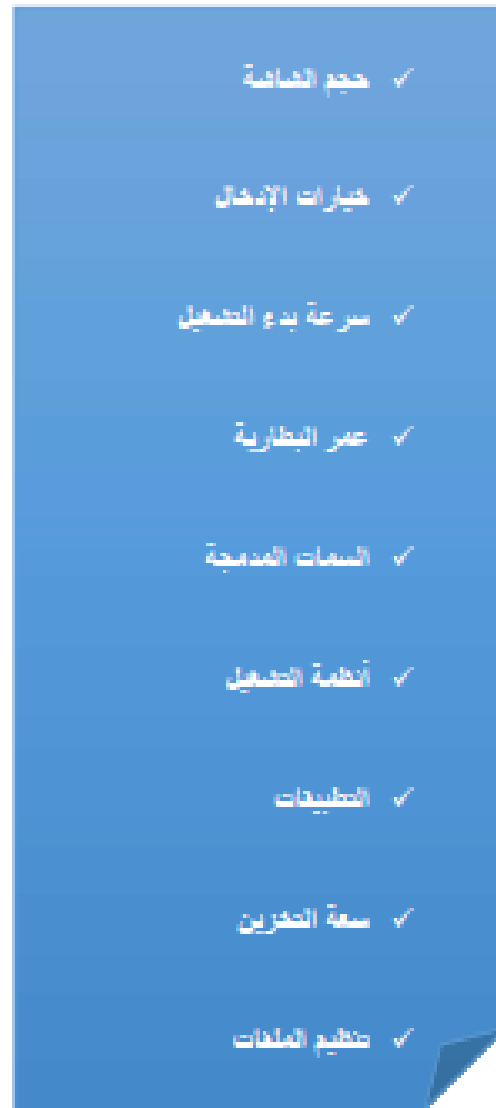 ✓ حجم الشاشة
✓ خيارات الإدخال
✓ سرعة بدء التشغيل
✓ عمر البطارية
✓ السمات المدمجة
✓ أنظمة التشغيل
✓ التطبيقات
✓ سعة التخزين
✓ تنظيم الملفات